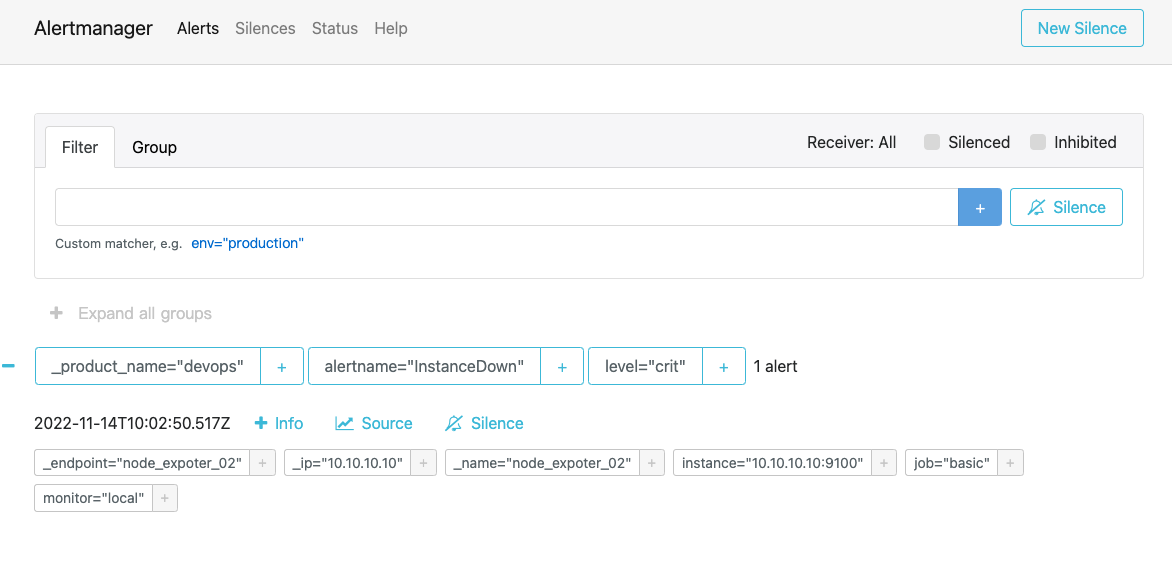 Alertmanager Alerts Silences Status Help New Silence
Filter Group Receiver: All Silenced Inhibited
+ Silence
Custom matcher, e.g. env="production"
+ Expand all groups
_product_name="devops" + alertname="InstanceDown" + level="crit" + 1 alert
2022-11-14T10:02:50.517Z + Info Source Silence
_endpoint="node_expoter_02" + _ip="10.10.10.10" + _name="node_expoter_02" + instance="10.10.10.10:9100" + job="basic" +
monitor="local" +